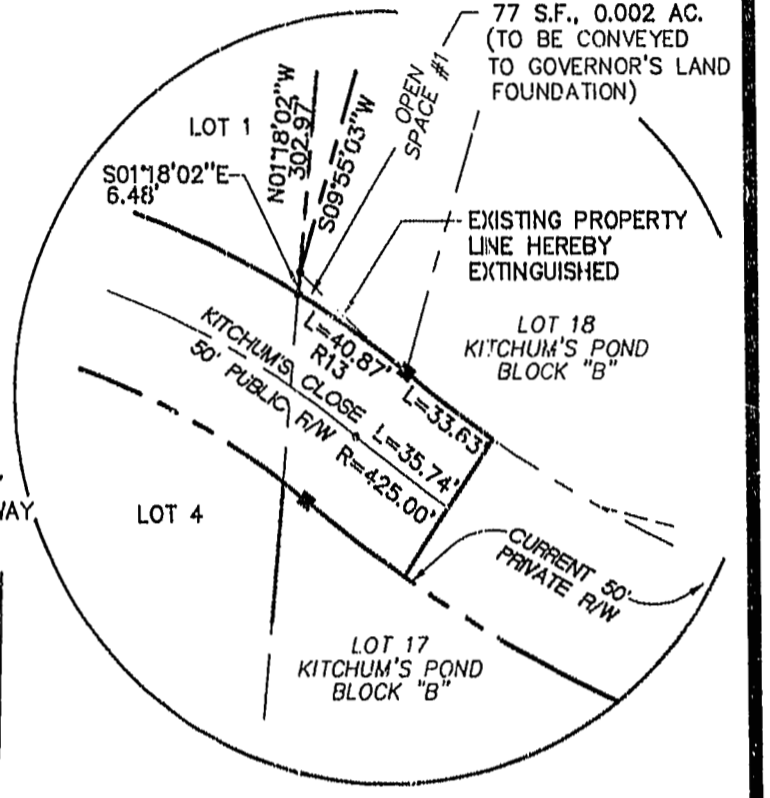 77 S.F., 0.002 AC.
(TO BE CONVEYED
TO GOVERNOR'S LAND
FOUNDATION)
OPEN
SPACE #1
LOT 1
N01°18'02"W
302.97'
S09°55'03"W
S01°18'02"E
6.48'
EXISTING PROPERTY
LINE HEREBY
EXTINGUISHED
LOT 18
KITCHUM'S POND
BLOCK "B"
L=40.87'
R13
L=33.63'
KITCHUM'S CLOSE
50' PUBLIC R/W
L=35.74'
R=425.00'
WAY
LOT 4
CURRENT 50'
PRIVATE R/W
LOT 17
KITCHUM'S POND
BLOCK "B"